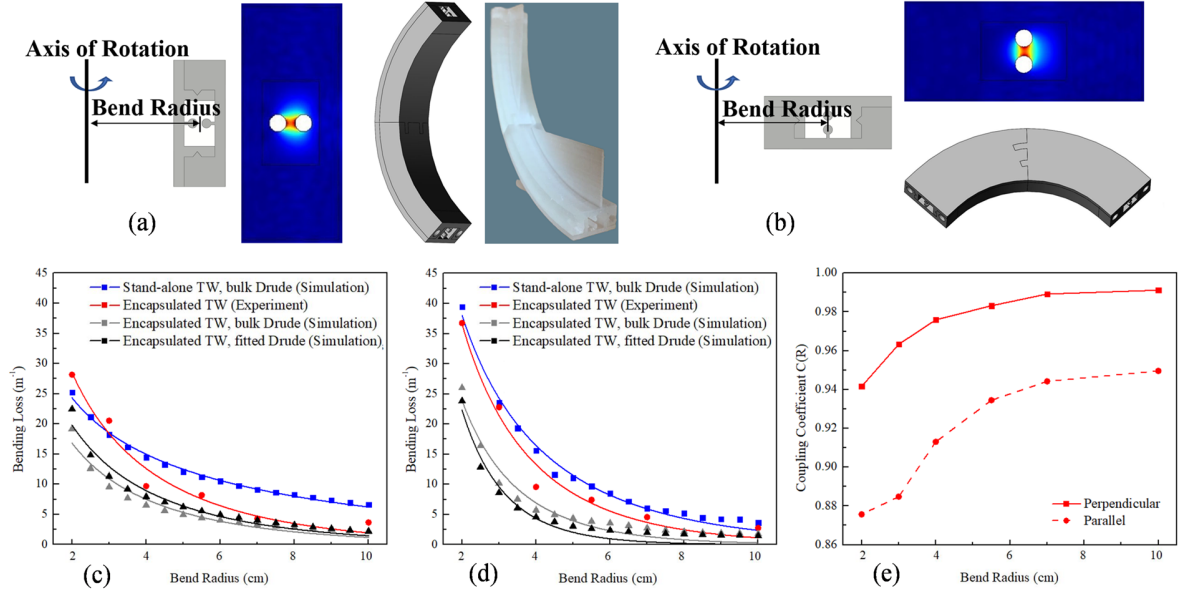 Axis of Rotation
Bend Radius
(a)
Axis of Rotation
Bend Radius
(b)
45
40
35
30
25
20
15
10
5
0
Bending Loss (m⁻¹)
Stand-alone TW, bulk Drude (Simulation)
Encapsulated TW (Experiment)
Encapsulated TW, bulk Drude (Simulation)
Encapsulated TW, fitted Drude (Simulation)
2 4 6 8 10
Bend Radius (cm)
(c)
45
40
35
30
25
20
15
10
5
0
Bending Loss (m⁻¹)
Stand-alone TW, bulk Drude (Simulation)
Encapsulated TW (Experiment)
Encapsulated TW, bulk Drude (Simulation)
Encapsulated TW, fitted Drude (Simulation)
2 4 6 8 10
Bend Radius (cm)
(d)
1.00
0.98
0.96
0.94
0.92
0.90
0.88
0.86
Coupling Coefficient C(R)
Perpendicular
Parallel
2 4 6 8 10
Bend Radius (cm)
(e)